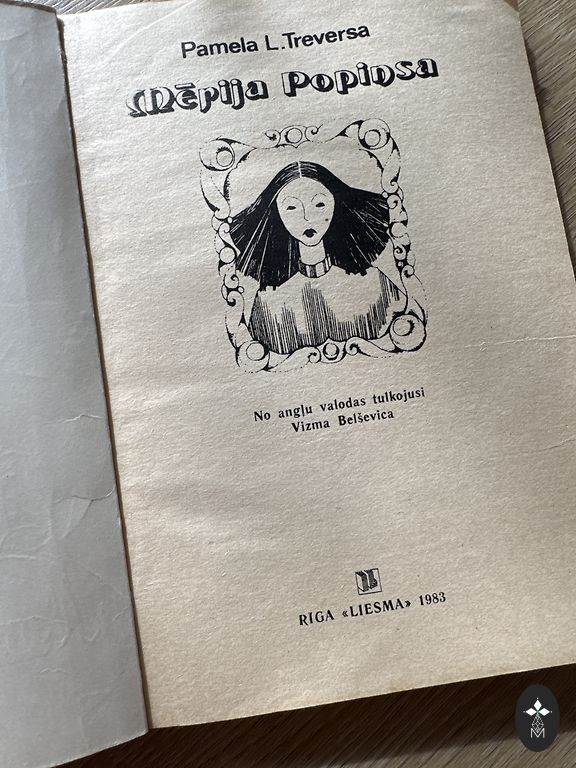 Pamela L.Treversa
Mērija Popinsa
No angļu valodas tulkojusi
Vizma Belševica
RĪGA «LIESMA» 1983
M